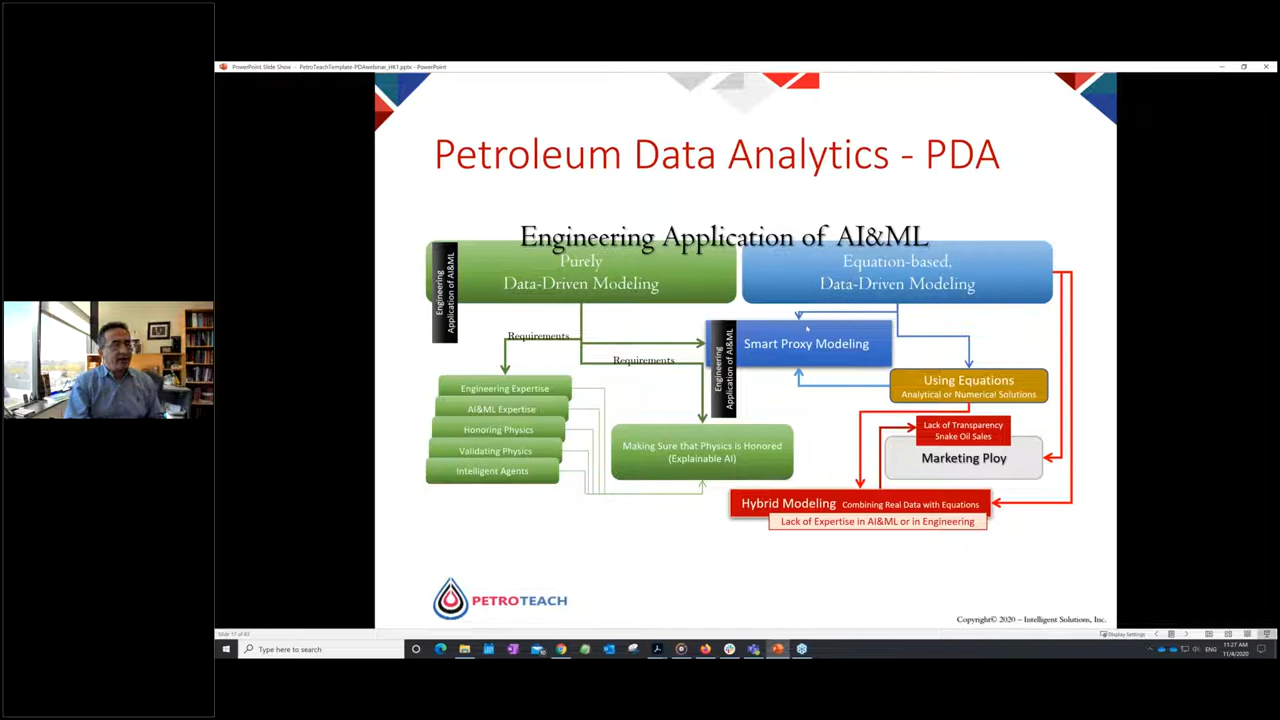 PowerPoint Slide Show - PetroTeachTemplate-PDAwebinar_HK1.pptx - PowerPoint
Petroleum Data Analytics - PDA
Engineering Application of AI&ML
Purely
Data-Driven Modeling
Engineering
Application of AI&ML
Equation-based,
Data-Driven Modeling
Requirements
Requirements
Engineering
Application of AI&ML
Smart Proxy Modeling
Using Equations
Analytical or Numerical Solutions
Engineering Expertise
AI&ML Expertise
Honoring Physics
Validating Physics
Intelligent Agents
Making Sure that Physics is Honored
(Explainable AI)
Lack of Transparency
Snake Oil Sales
Marketing Ploy
Hybrid Modeling Combining Real Data with Equations
Lack of Expertise in AI&ML or in Engineering
PETROTEACH
Copyright© 2020 – Intelligent Solutions, Inc.
Slide 17 of 43
Display Settings
Type here to search
ENG
11:27 AM
11/4/2020